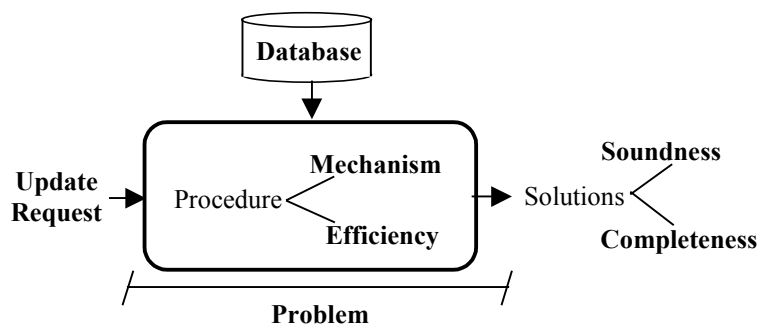 Database
Update
Request
Procedure
Mechanism
Efficiency
Solutions
Soundness
Completeness
Problem